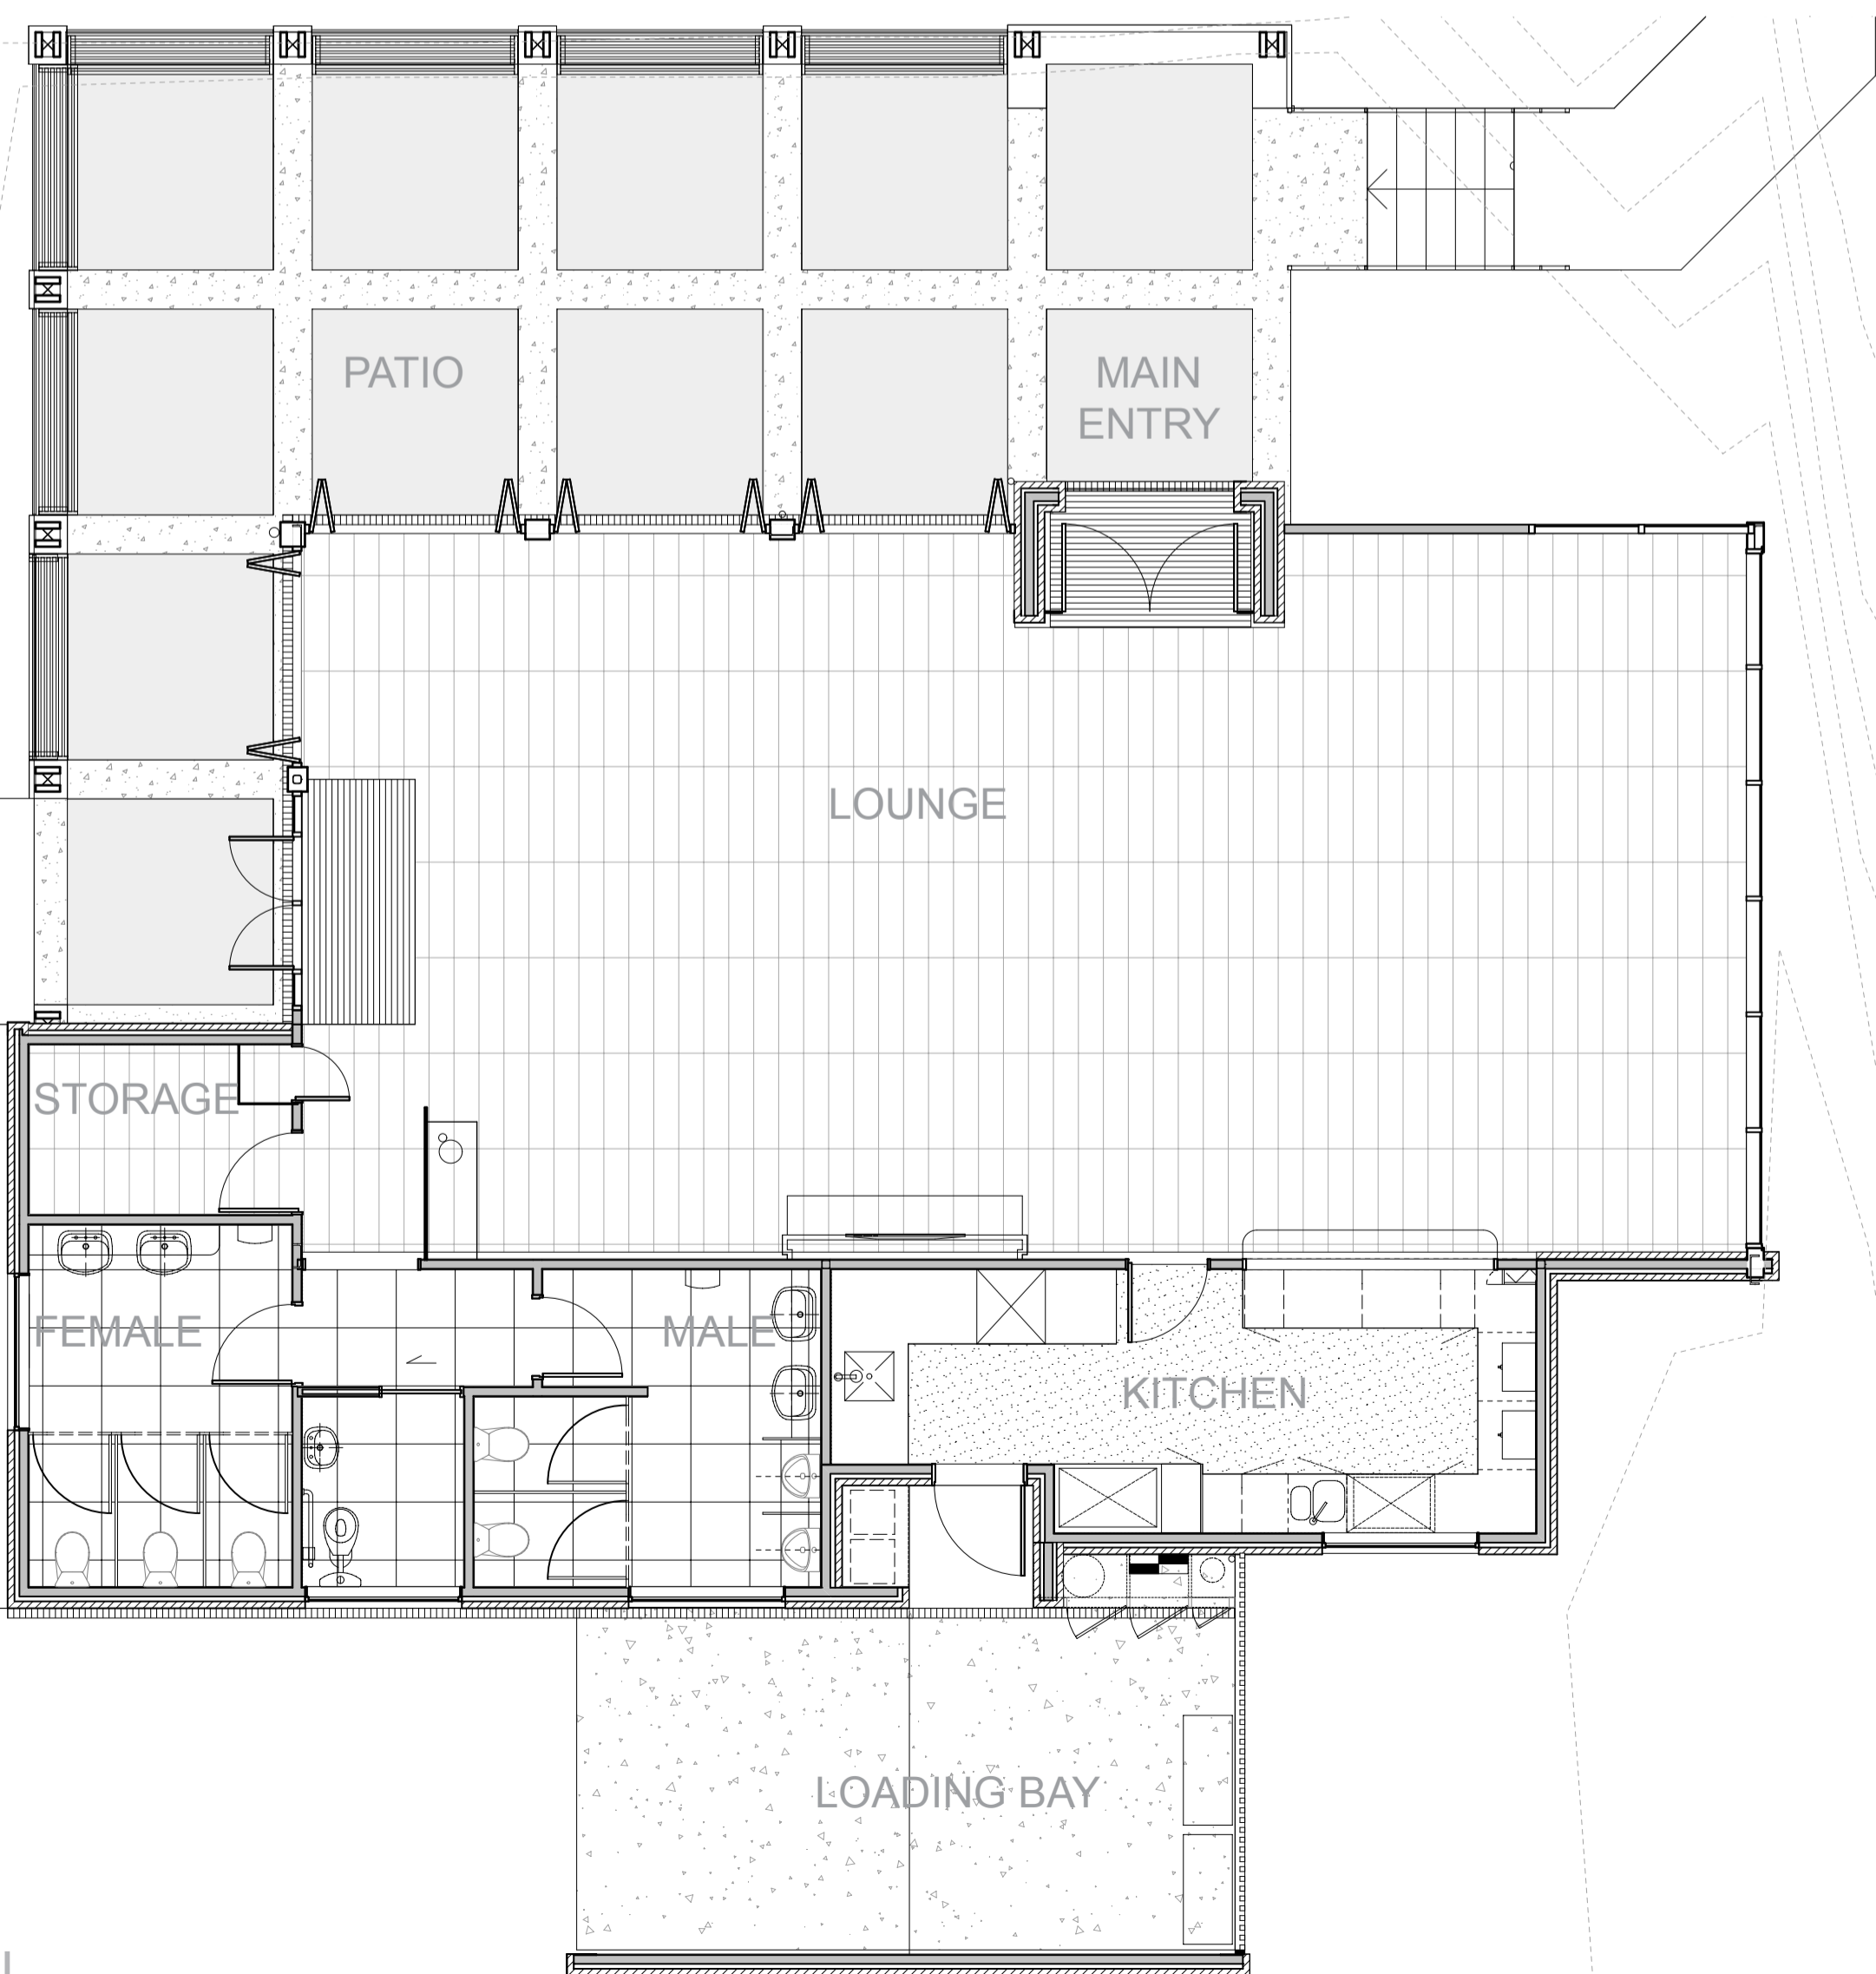 PATIO
MAIN
ENTRY
LOUNGE
STORAGE
FEMALE
MALE
KITCHEN
LOADING BAY